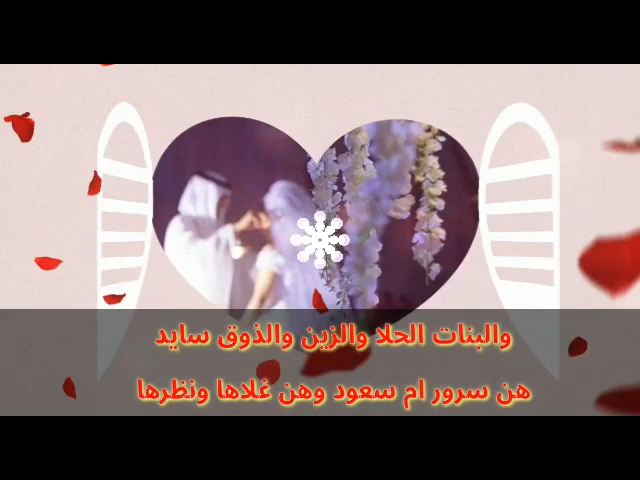 والبنات الحلا والزين والذوق سايد
هن سرور ام سعود وهن غلاها ونظرها